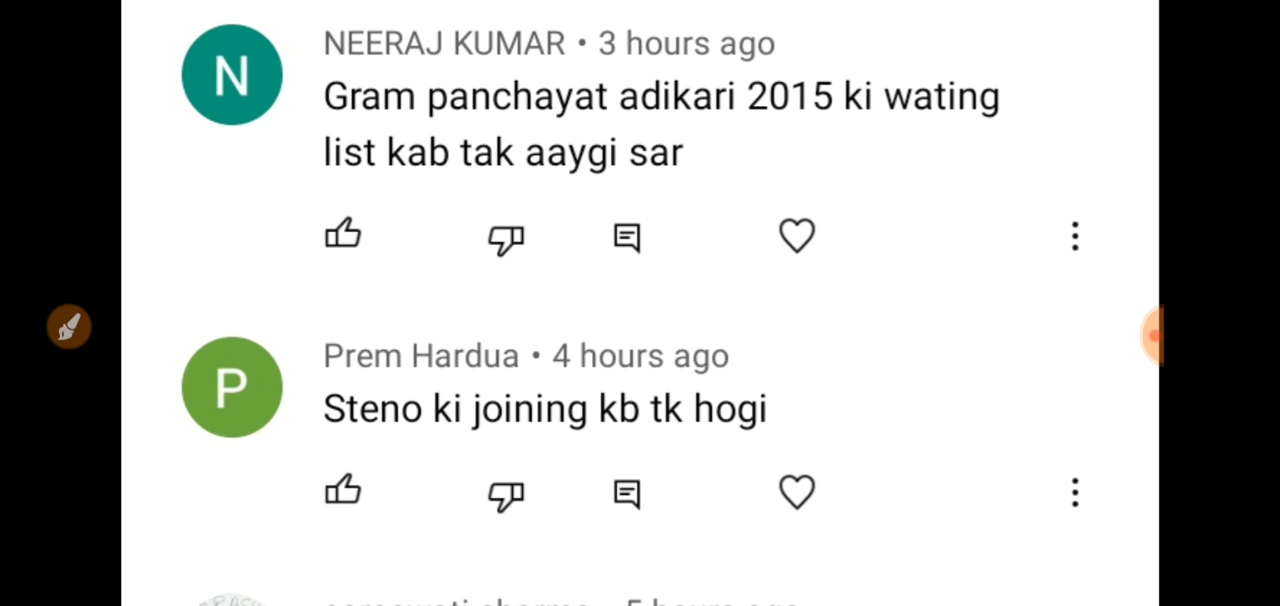 N
NEERAJ KUMAR • 3 hours ago
Gram panchayat adikari 2015 ki wating
list kab tak aaygi sar
P
Prem Hardua • 4 hours ago
Steno ki joining kb tk hogi